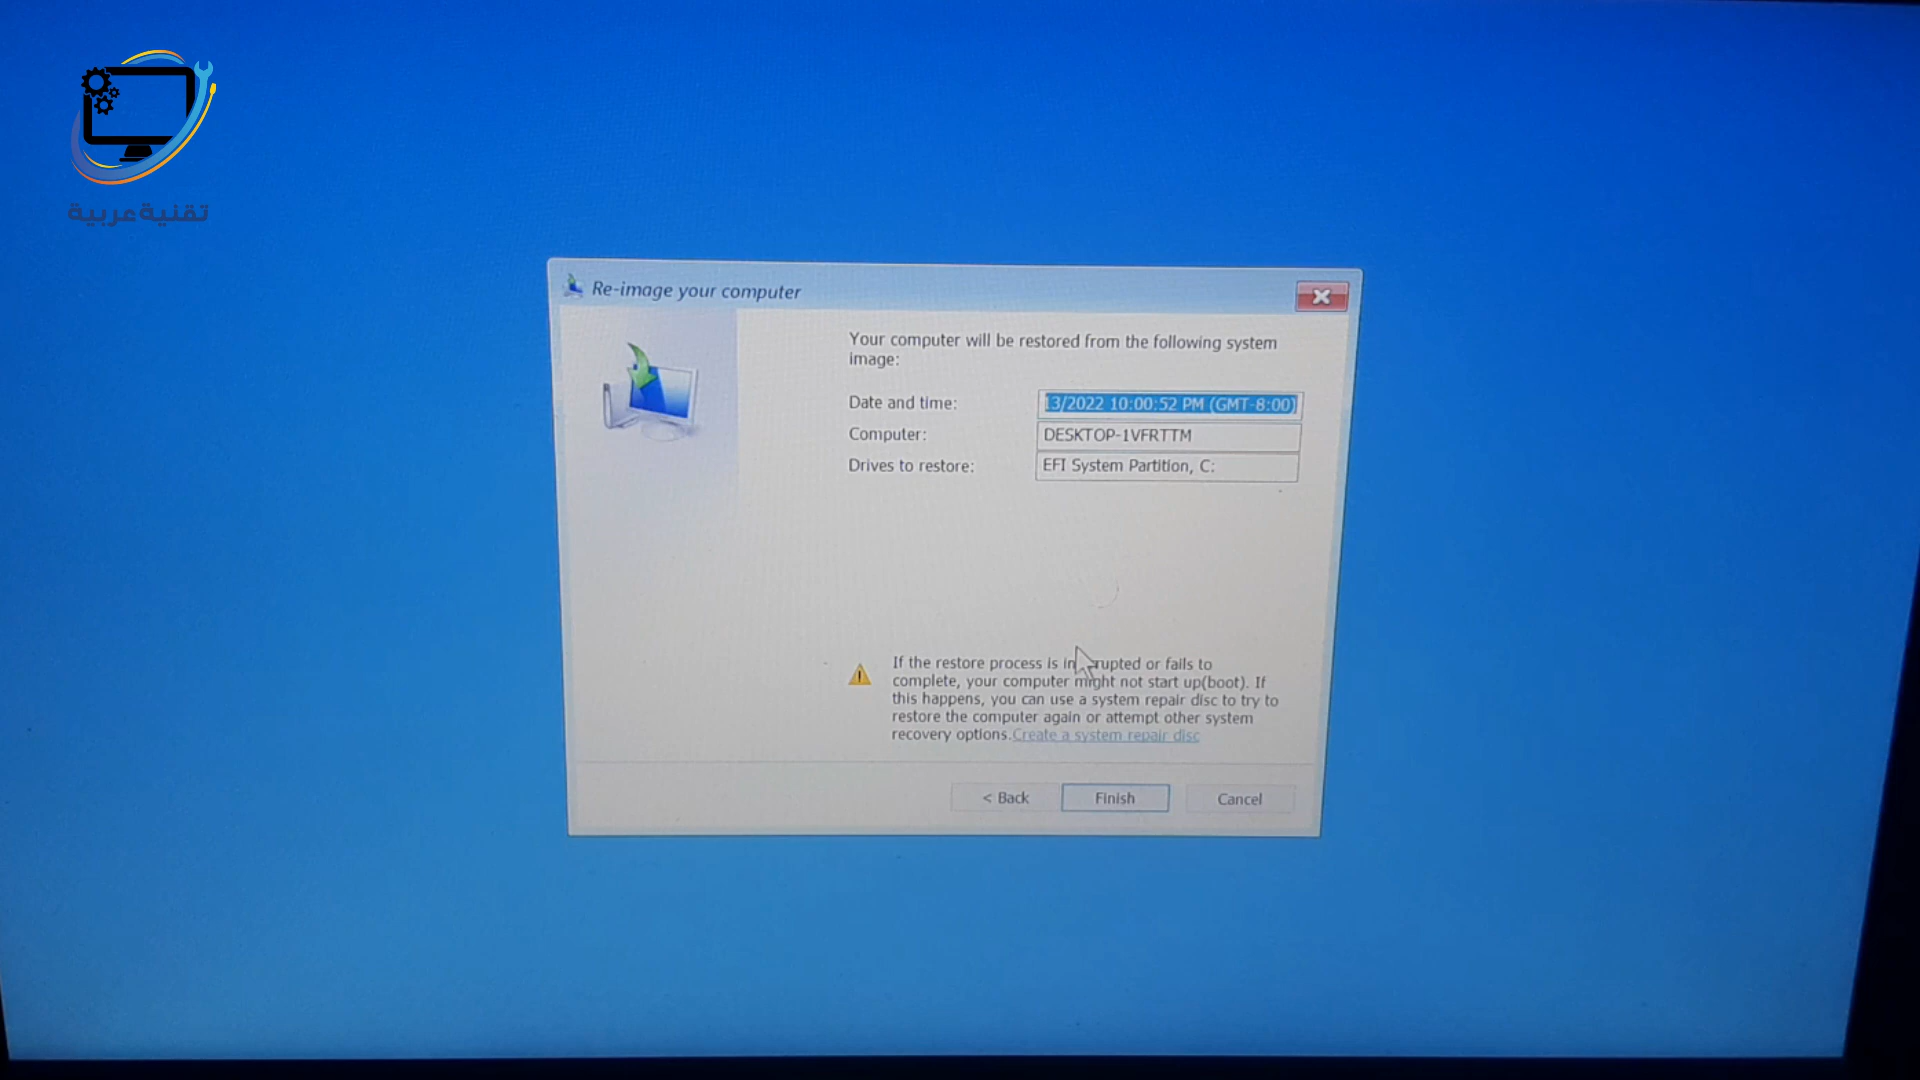 تقنية عربية
Re-image your computer
Your computer will be restored from the following system
image:
Date and time: 13/2022 10:00:52 PM (GMT-8:00)
Computer: DESKTOP-1VFRTTM
Drives to restore: EFI System Partition, C:
If the restore process is in rupted or fails to
complete, your computer might not start up(boot). If
this happens, you can use a system repair disc to try to
restore the computer again or attempt other system
recovery options.Create a system repair disc
< Back Finish Cancel